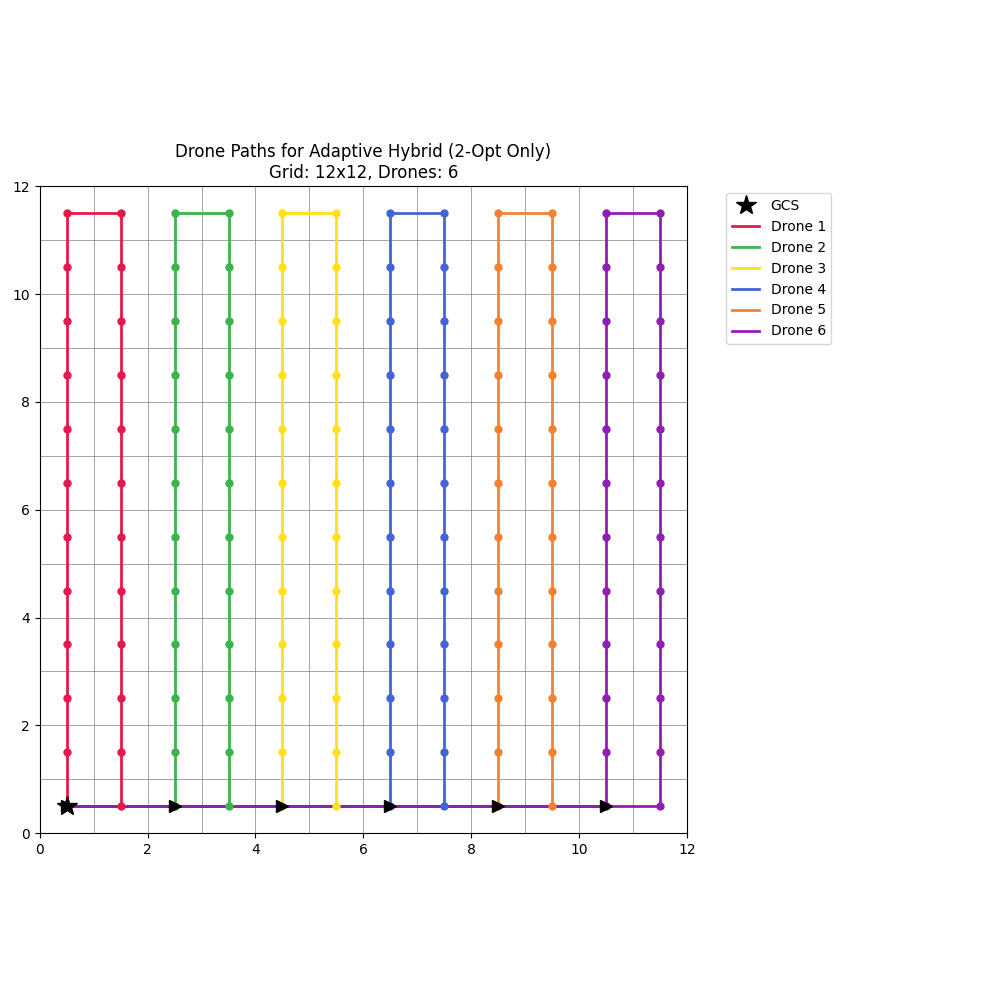 Drone Paths for Adaptive Hybrid (2-Opt Only)
Grid: 12x12, Drones: 6
12
10
8
6
4
2
0
0 2 4 6 8 10 12
GCS
Drone 1
Drone 2
Drone 3
Drone 4
Drone 5
Drone 6